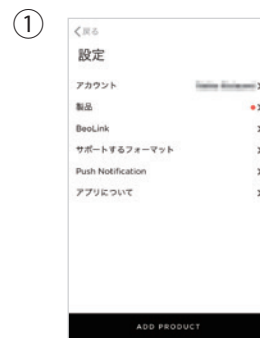 ①
戻る
設定
アカウント
製品
BeoLink
サポートするフォーマット
Push Notification
アプリについて
ADD PRODUCT